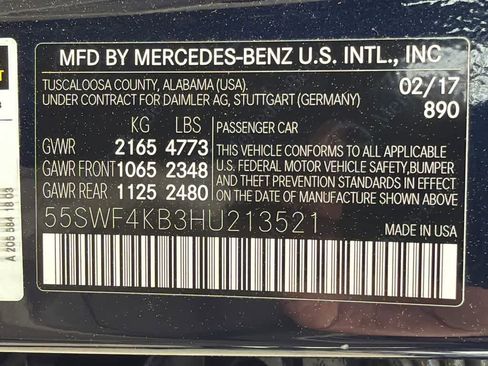 MFD BY MERCEDES-BENZ U.S. INTL., INC
TUSCALOOSA COUNTY, ALABAMA (USA). 02/17
UNDER CONTRACT FOR DAIMLER AG, STUTTGART (GERMANY) 890
KG LBS PASSENGER CAR
GVWR 2165 4773
GAWR FRONT 1065 2348
GAWR REAR 1125 2480
THIS VEHICLE CONFORMS TO ALL APPLICABLE
U.S. FEDERAL MOTOR VEHICLE SAFETY, BUMPER
AND THEFT PREVENTION STANDARDS IN EFFECT
ON THE DATE OF MANUFACTURE SHOWN ABOVE.
55SWF4KB3HU213521
MADE IN USA
A 205 584 18 03